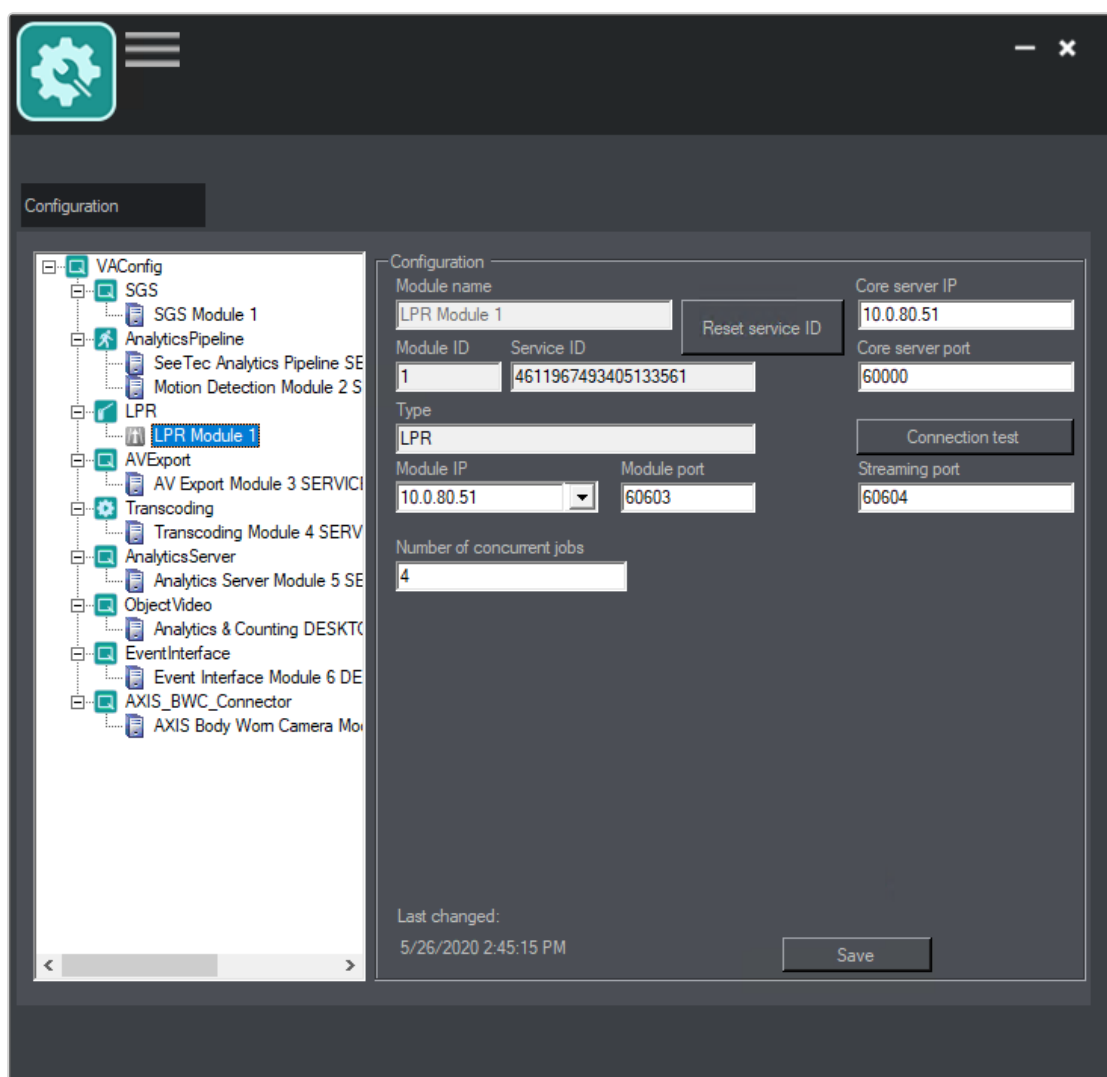 Configuration
VAConfig
SGS
SGS Module 1
AnalyticsPipeline
SeeTec Analytics Pipeline SE
Motion Detection Module 2 S
LPR
LPR Module 1
AVExport
AV Export Module 3 SERVICE
Transcoding
Transcoding Module 4 SERV
AnalyticsServer
Analytics Server Module 5 SE
ObjectVideo
Analytics & Counting DESKTO
EventInterface
Event Interface Module 6 DE
AXIS_BWC_Connector
AXIS Body Worn Camera Mo
Configuration
Module name
LPR Module 1
Reset service ID
Core server IP
10.0.80.51
Module ID Service ID
1 4611967493405133561
Core server port
60000
Type
LPR
Connection test
Module IP Module port Streaming port
10.0.80.51 60603 60604
Number of concurrent jobs
4
Last changed:
5/26/2020 2:45:15 PM
Save